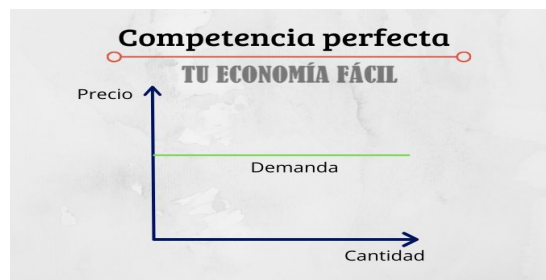 Competencia perfecta
TU ECONOMÍA FÁCIL
Precio
Demanda
Cantidad